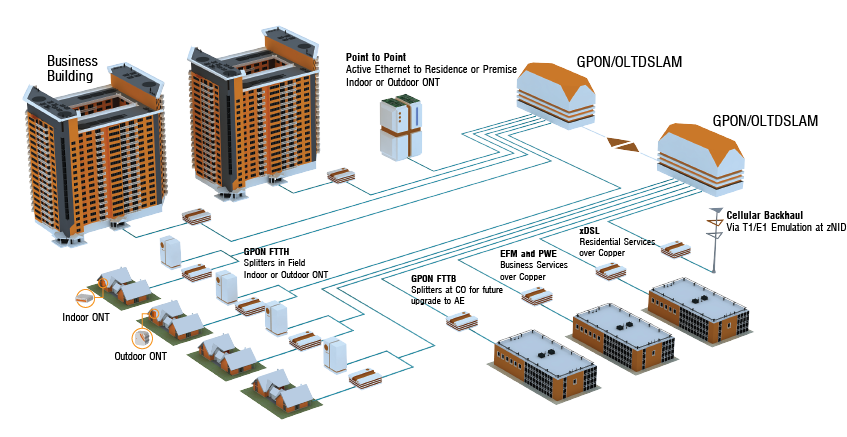 Business
Building
Point to Point
Active Ethernet to Residence or Premise
Indoor or Outdoor ONT
GPON/OLTDSLAM
GPON/OLTDSLAM
Cellular Backhaul
Via T1/E1 Emulation at zNID
xDSL
Residential Services
over Copper
EFM and PWE
Business Services
over Copper
GPON FTTH
Splitters in Field
Indoor or Outdoor ONT
GPON FTTB
Splitters at CO for future
upgrade to AE
Indoor ONT
Outdoor ONT